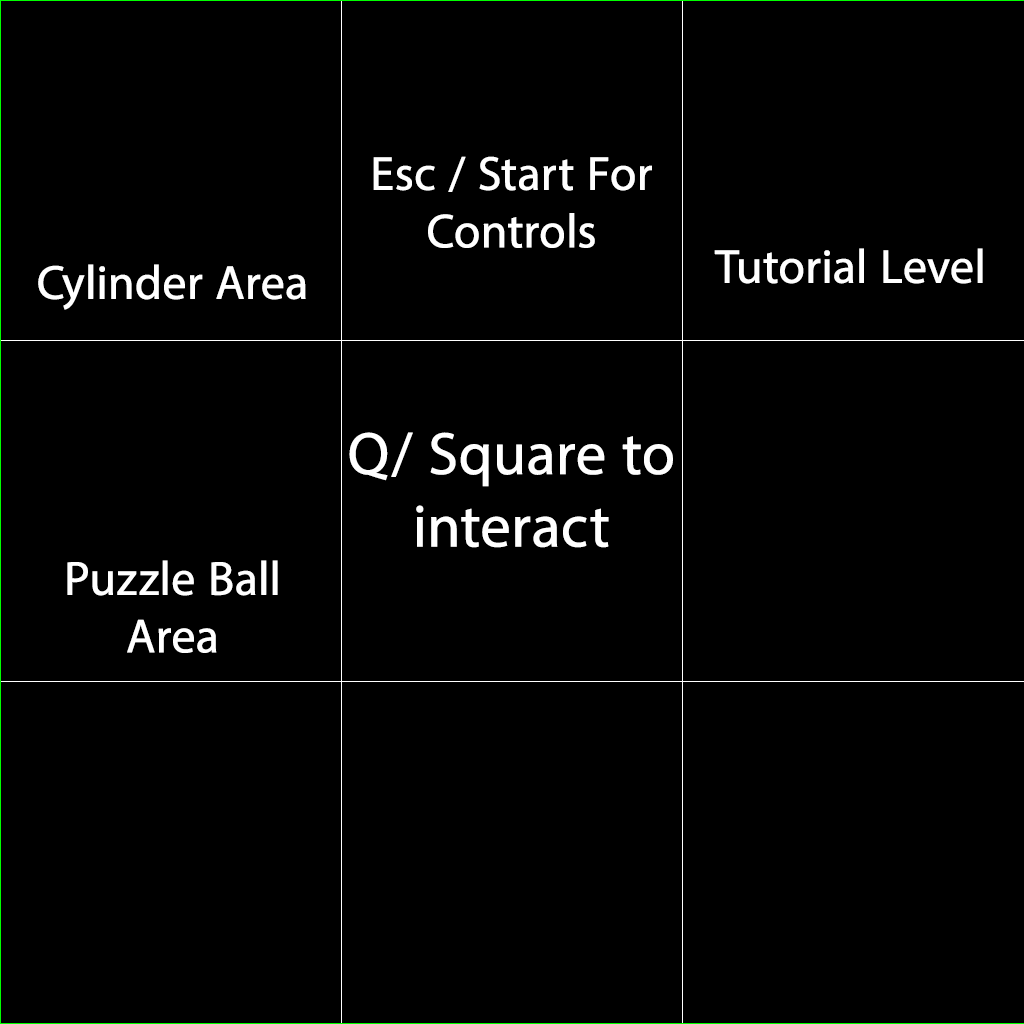 Cylinder Area
Esc / Start For
Controls
Tutorial Level
Puzzle Ball
Area
Q/ Square to
interact